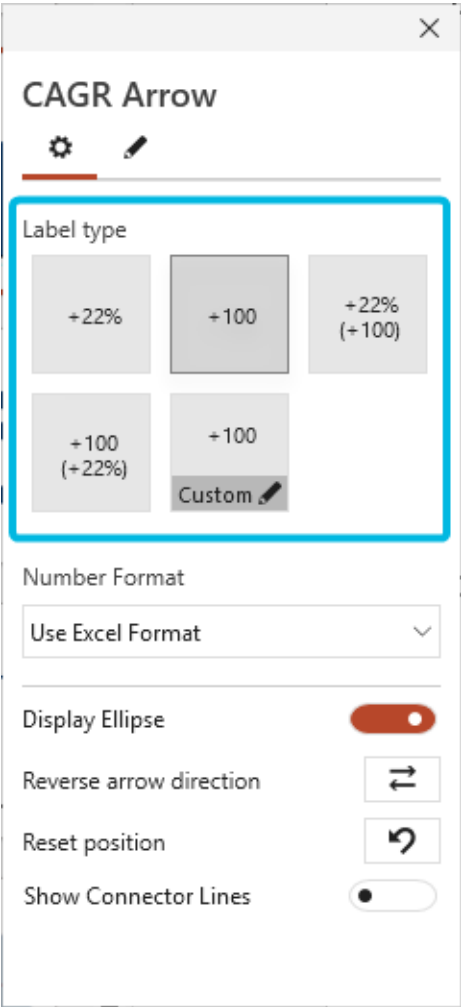 CAGR Arrow
Label type
+22%
+100
+22%
(+100)
+100
(+22%)
+100
Custom
Number Format
Use Excel Format
Display Ellipse
Reverse arrow direction
Reset position
Show Connector Lines